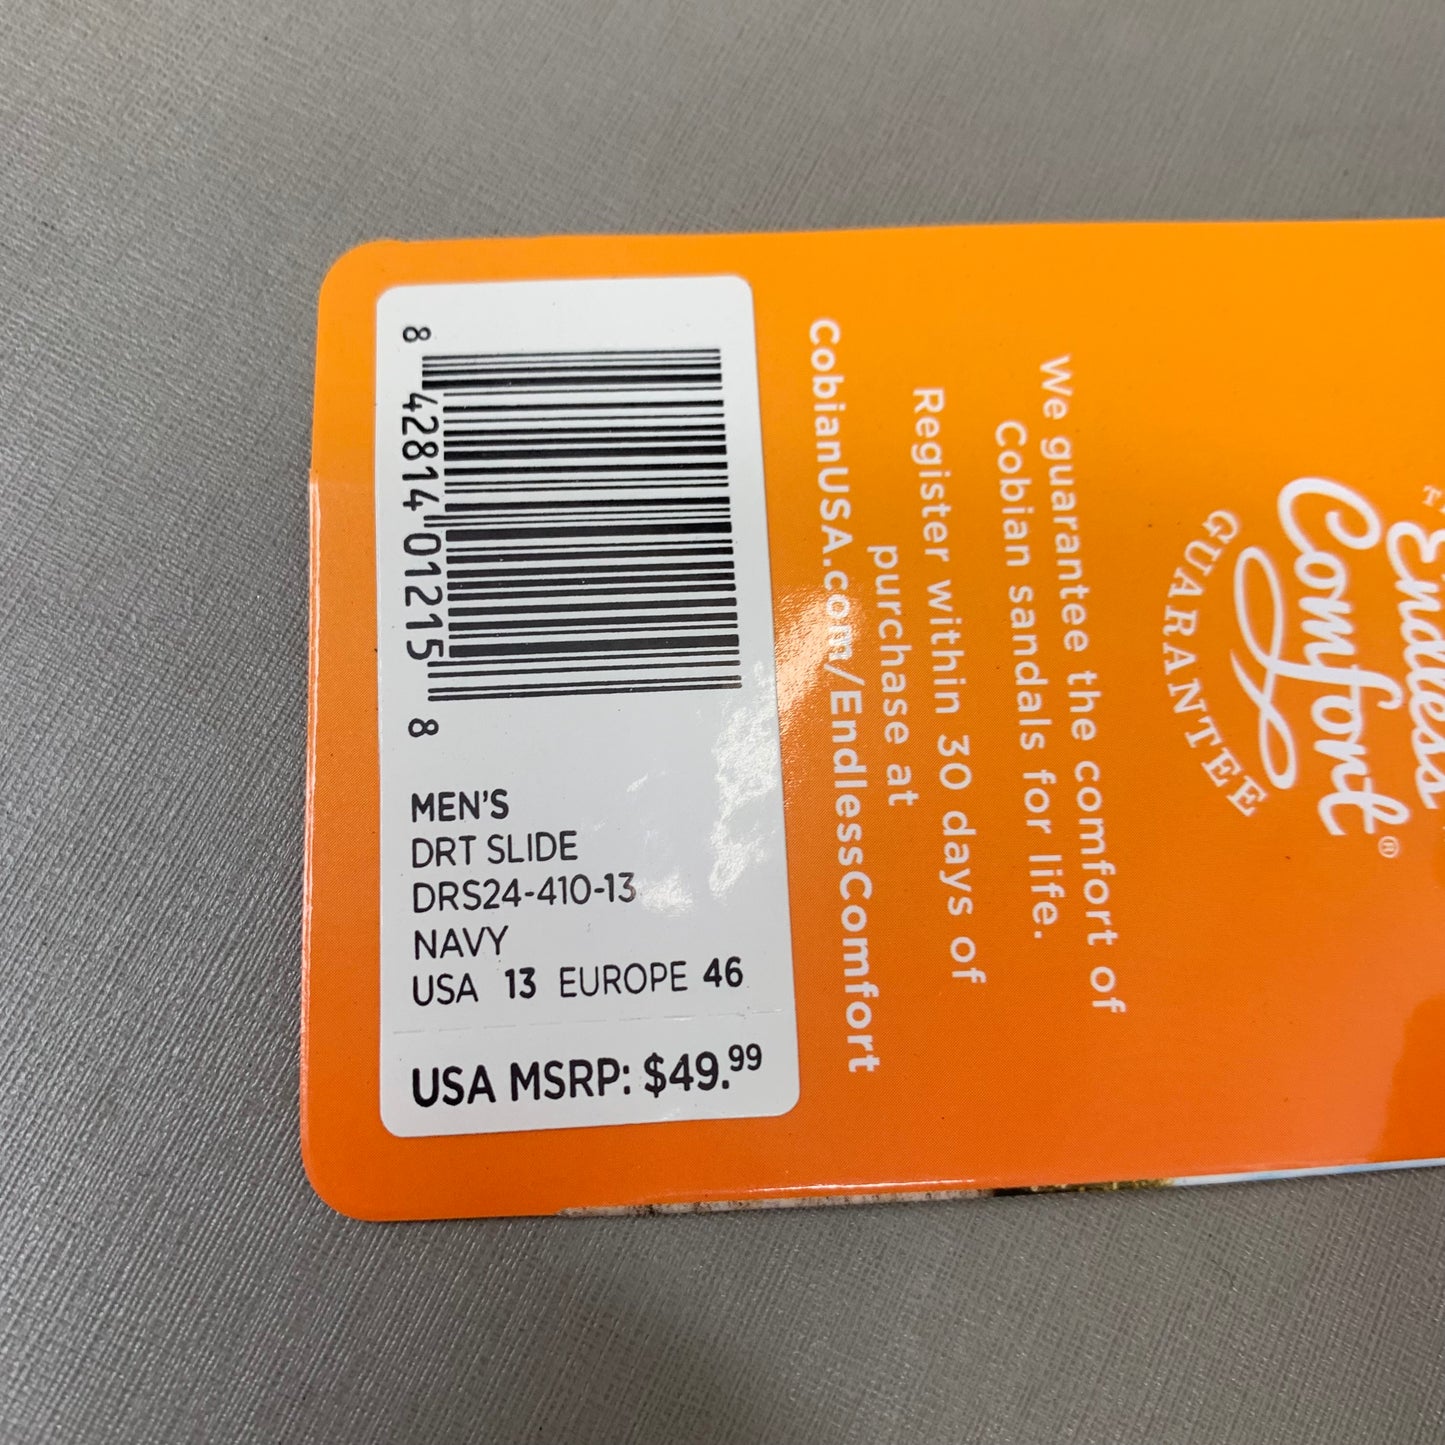 8 42814 01215 8
MEN'S
DRT SLIDE
DRS24-410-13
NAVY
USA 13 EUROPE 46
USA MSRP: $49.99
Endless
Comfort®
GUARANTEE
We guarantee the comfort of
Cobian sandals for life.
Register within 30 days of
purchase at
CobianUSA.com/EndlessComfort